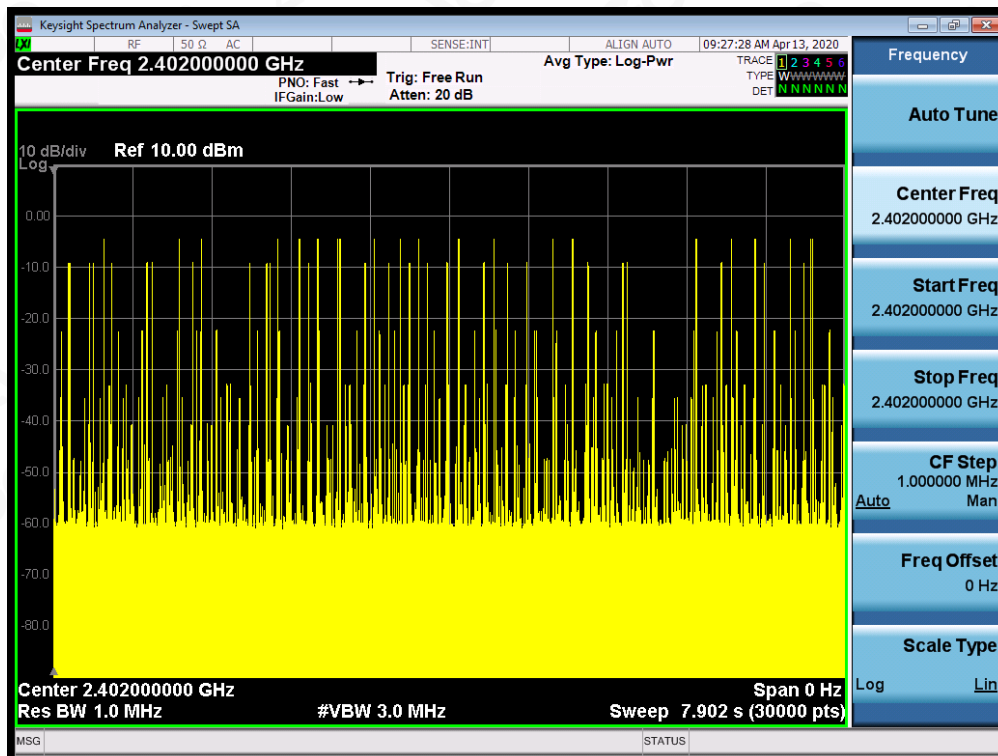 Keysight Spectrum Analyzer - Swept SA
LXI RF 50 Ω AC SENSE:INT ALIGN AUTO 09:27:28 AM Apr 13, 2020
Center Freq 2.402000000 GHz
PNO: Fast
IFGain:Low
Trig: Free Run
Atten: 20 dB
Avg Type: Log-Pwr
TRACE 1 2 3 4 5 6
TYPE WWWWWW
DET N N N N N N
10 dB/div Ref 10.00 dBm
Log
0.00
-10.0
-20.0
-30.0
-40.0
-50.0
-60.0
-70.0
-80.0
Center 2.402000000 GHz Span 0 Hz
Res BW 1.0 MHz #VBW 3.0 MHz Sweep 7.902 s (30000 pts)
MSG STATUS
Frequency
Auto Tune
Center Freq
2.402000000 GHz
Start Freq
2.402000000 GHz
Stop Freq
2.402000000 GHz
CF Step
1.000000 MHz
Auto Man
Freq Offset
0 Hz
Scale Type
Log Lin